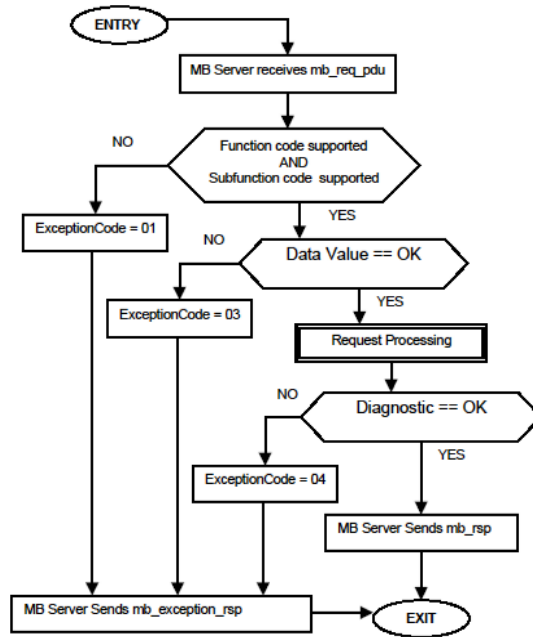 ENTRY
MB Server receives mb_req_pdu
NO
Function code supported
AND
Subfunction code supported
YES
ExceptionCode = 01
NO
Data Value == OK
YES
ExceptionCode = 03
Request Processing
NO
Diagnostic == OK
YES
ExceptionCode = 04
MB Server Sends mb_rsp
MB Server Sends mb_exception_rsp
EXIT